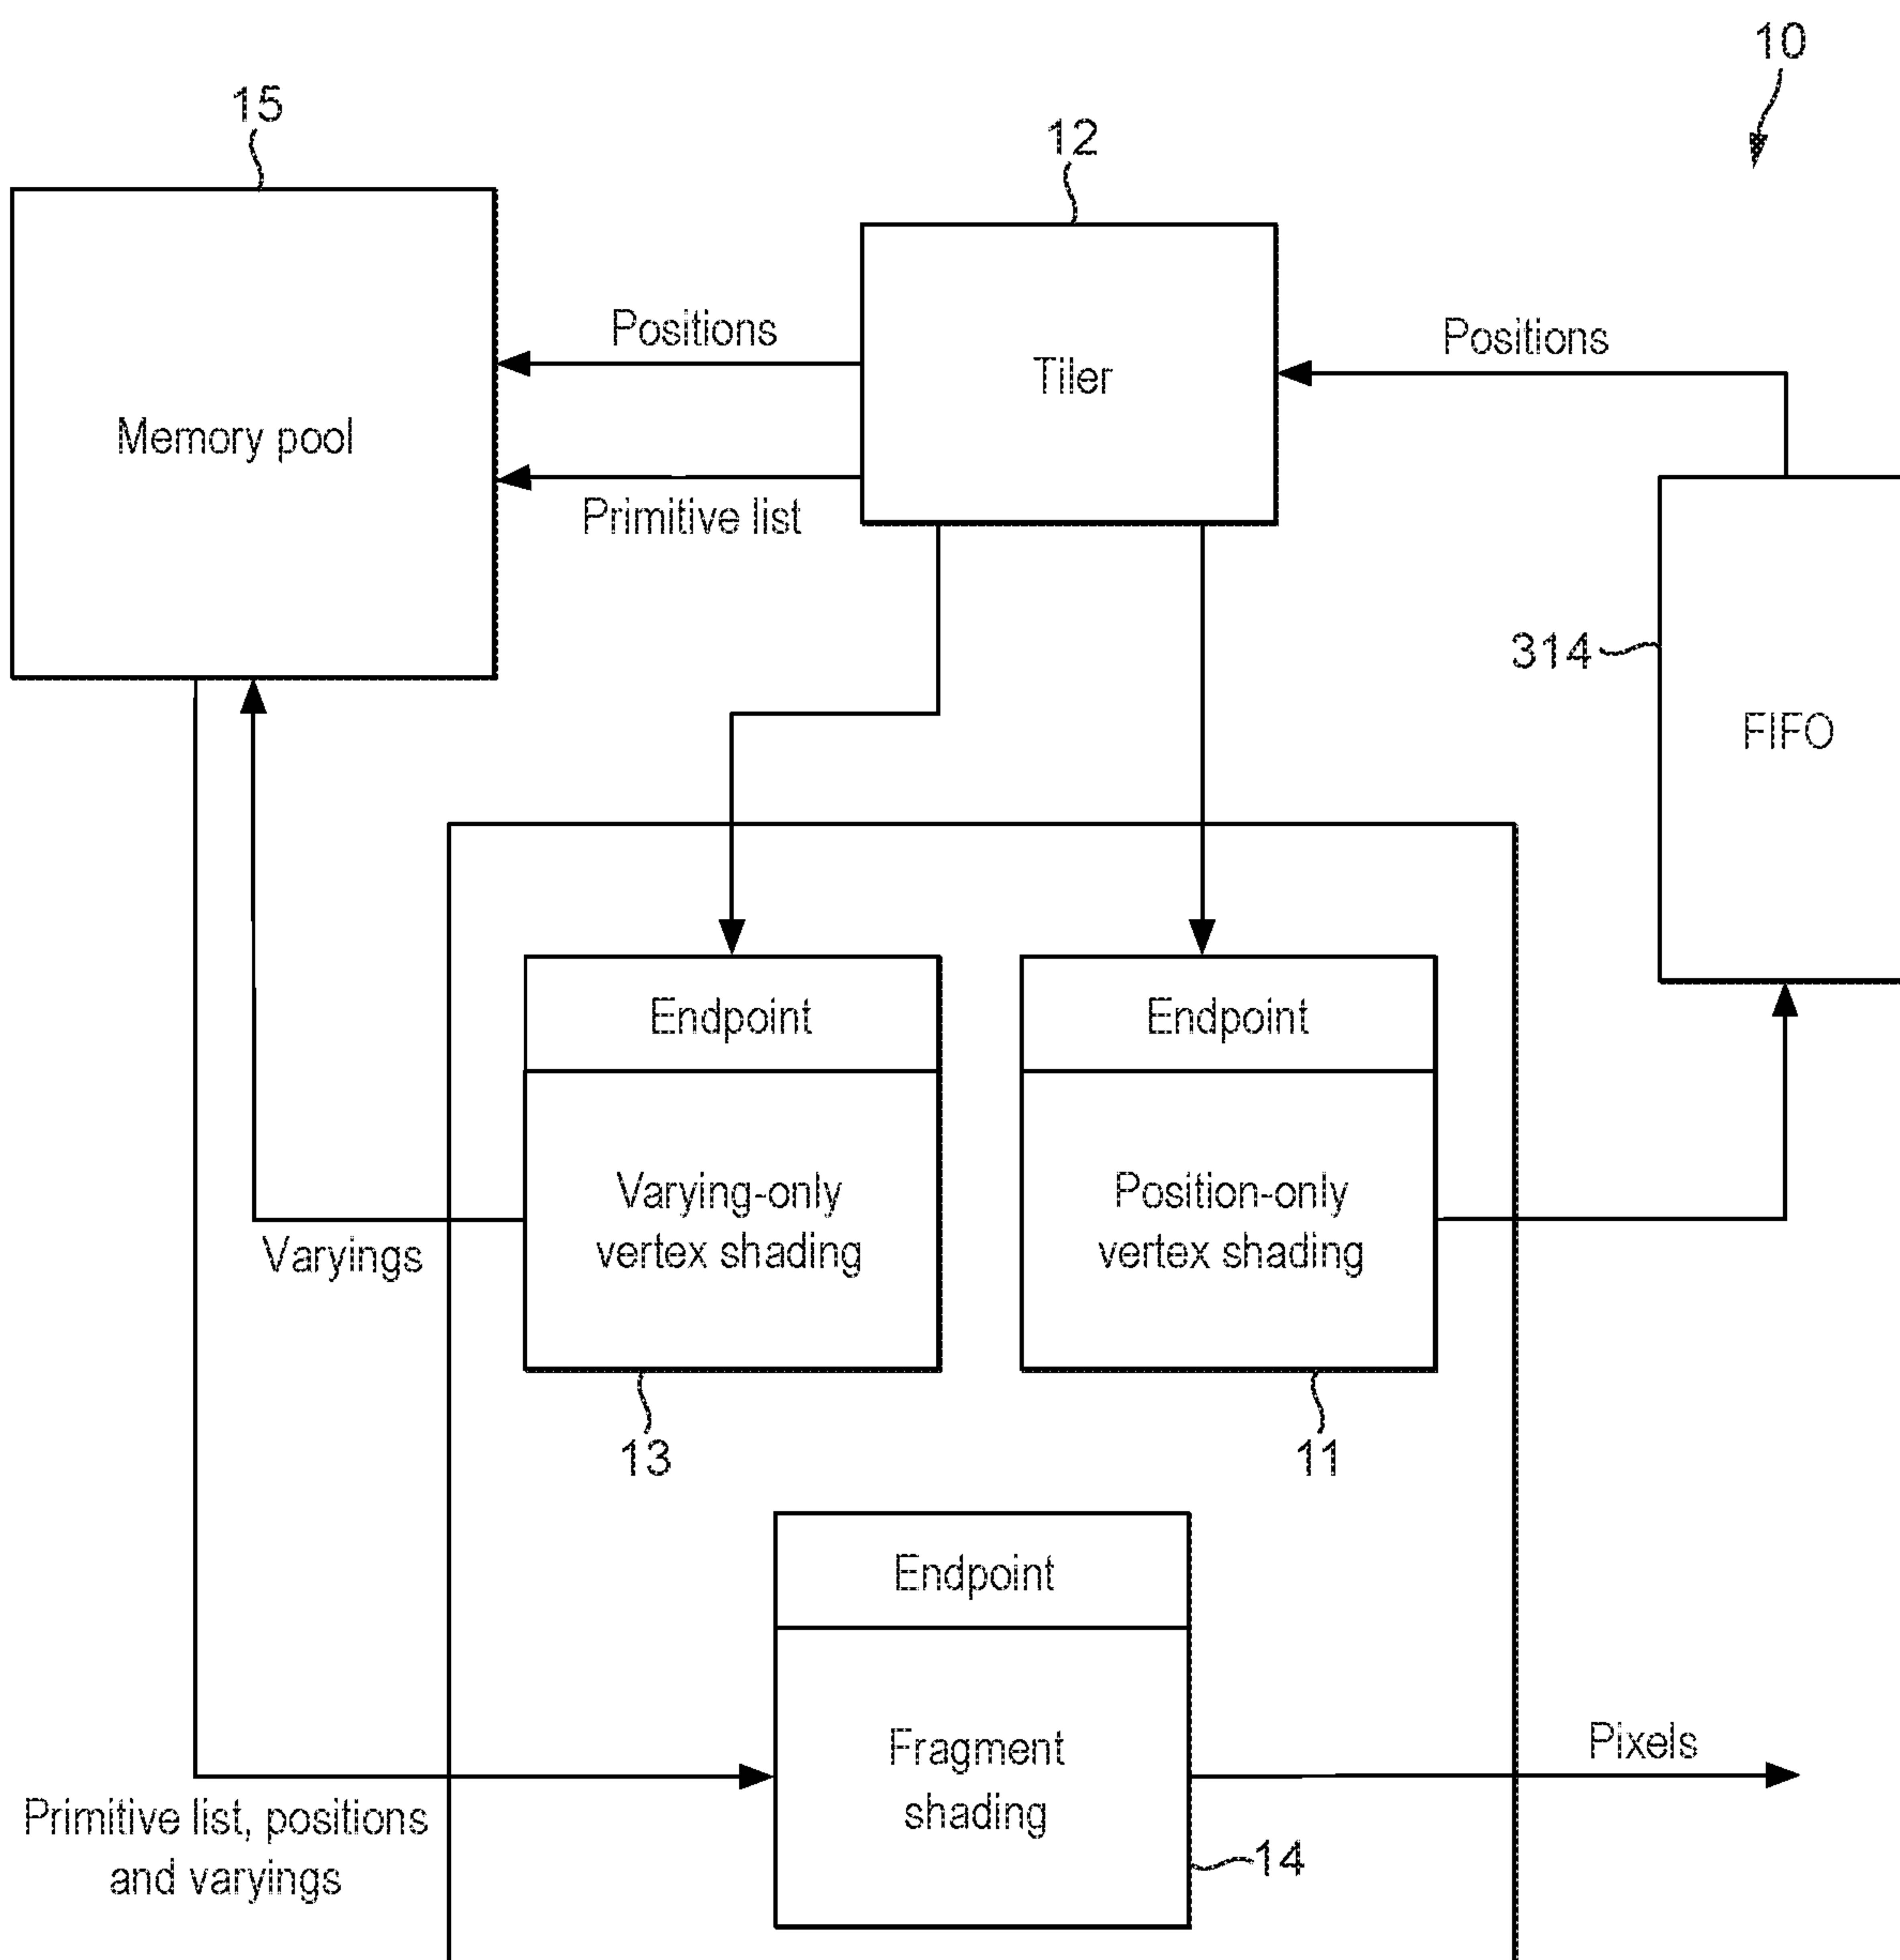 10
15
12
Positions
Positions
Tiler
Memory pool
Primitive list
314
FIFO
Endpoint
Endpoint
Varying-only
vertex shading
Position-only
vertex shading
Varyings
13
11
Endpoint
Fragment
shading
Pixels
Primitive list, positions
and varyings
14